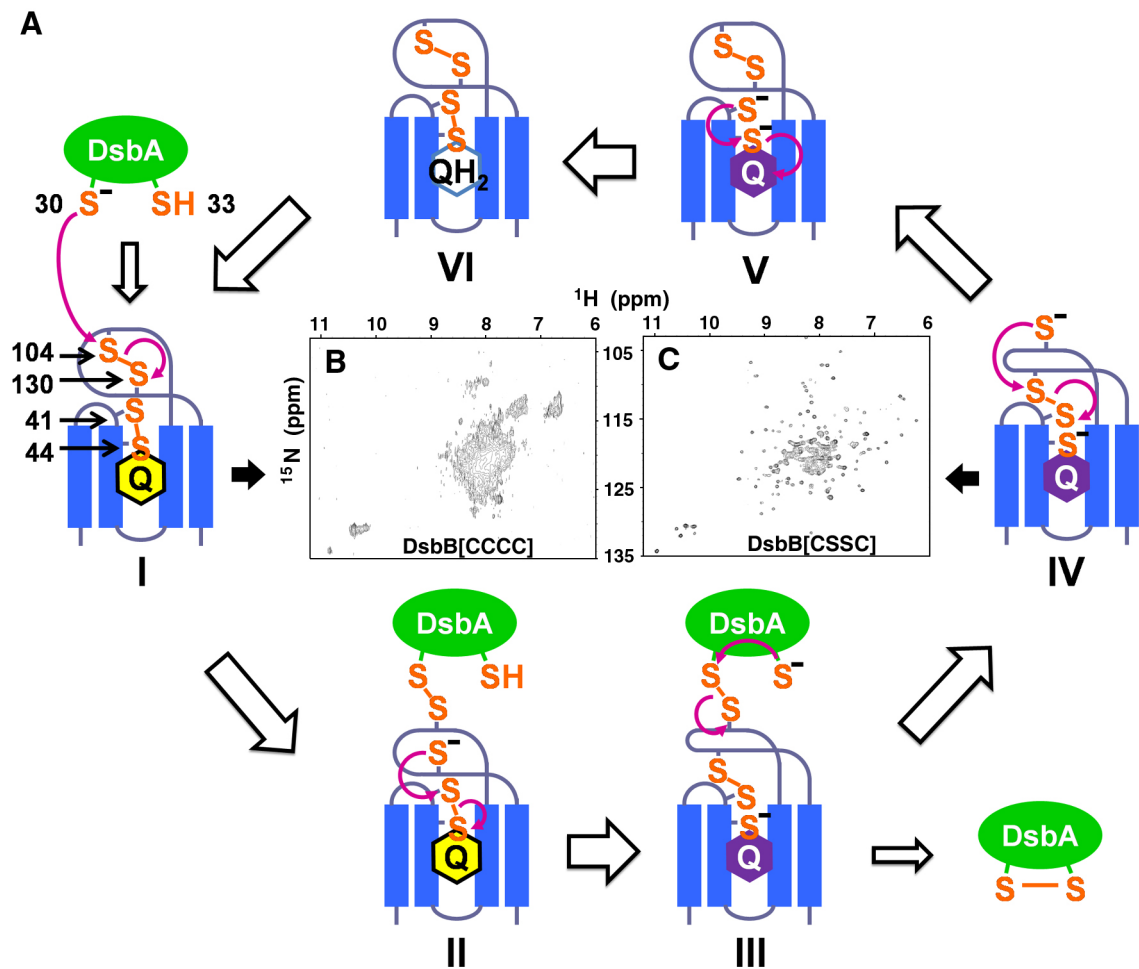 A
DsbA
30 S⁻ SH 33
104 S
130 S
41 S
44 S
Q
I
S
S
S
S
QH₂
VI
S
S
S⁻
S⁻
Q
V
¹H (ppm)
11 10 9 8 7 6
11 10 9 8 7 6
B
C
¹⁵N (ppm)
105
115
125
135
DsbB[CCCC]
DsbB[CSSC]
S⁻
S
S
S⁻
Q
IV
DsbA
S SH
S
S⁻
S
S
Q
II
DsbA
S S⁻
S
S
S
S⁻
Q
III
DsbA
S S